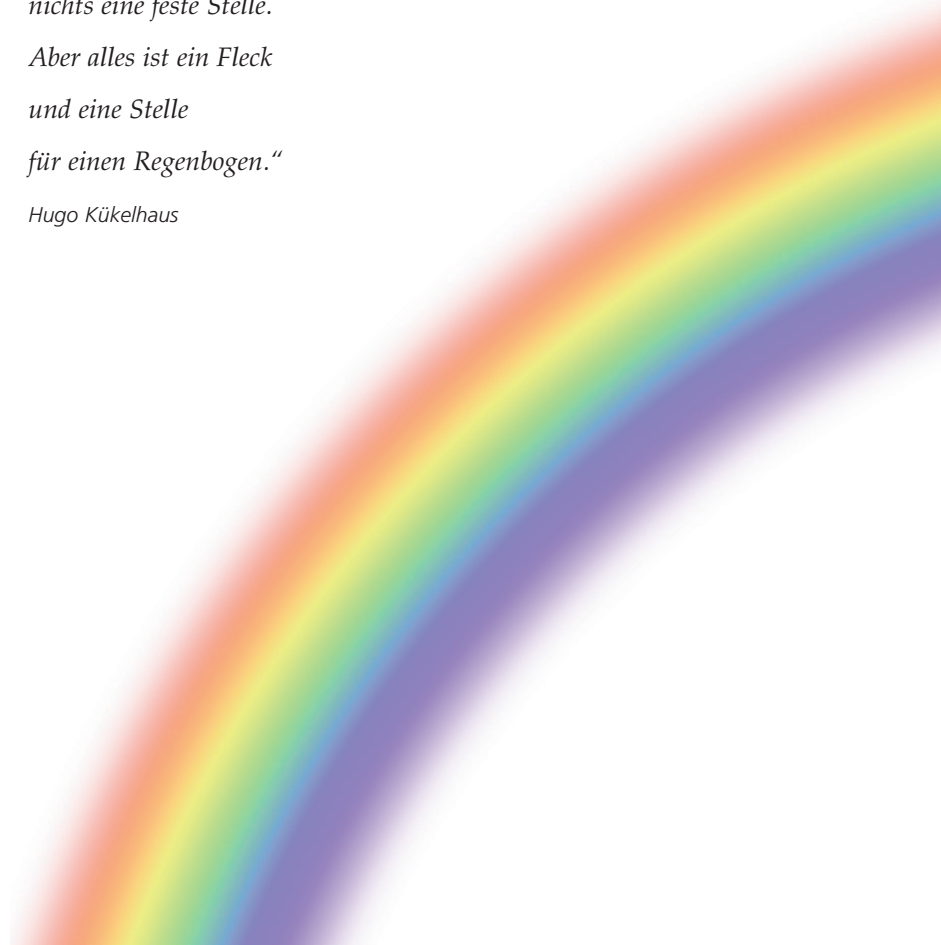 nichts eine feste Stelle.
Aber alles ist ein Fleck
und eine Stelle
für einen Regenbogen.“
Hugo Kükelhaus